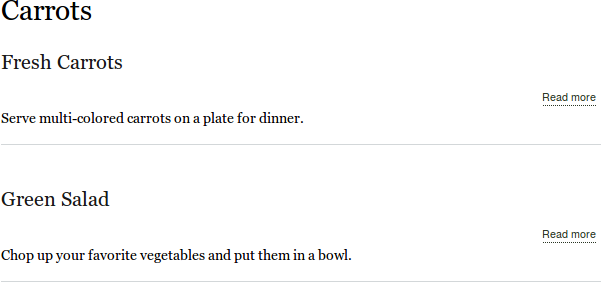 Carrots
Fresh Carrots
Read more
Serve multi-colored carrots on a plate for dinner.
Green Salad
Read more
Chop up your favorite vegetables and put them in a bowl.